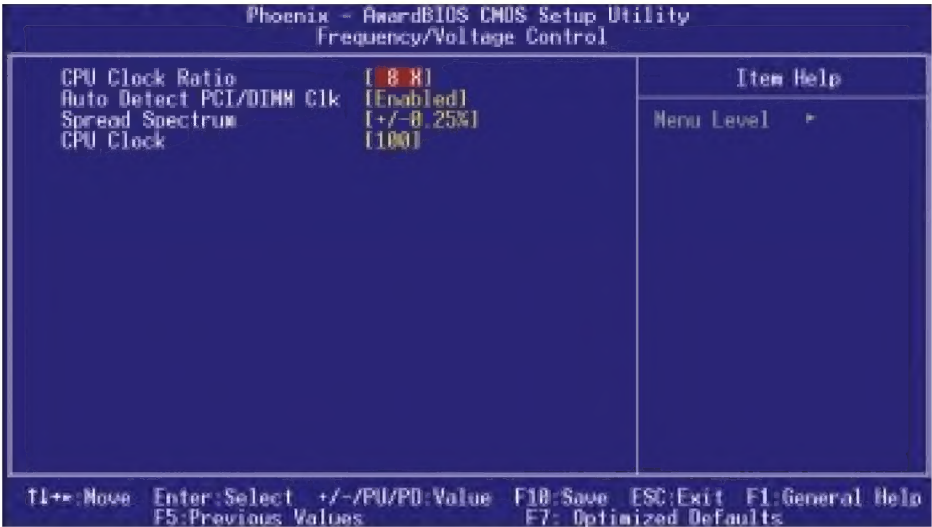 Phoenix - AwardBIOS CMOS Setup Utility
Frequency/Voltage Control
CPU Clock Ratio [ 8 X]
Auto Detect PCI/DIMM Clk [Enabled]
Spread Spectrum [+/-0.25%]
CPU Clock [100]
Item Help
Menu Level ►
↑↓→←:Move Enter:Select +/-/PU/PD:Value F10:Save ESC:Exit F1:General Help
F5:Previous Values F7: Optimized Defaults